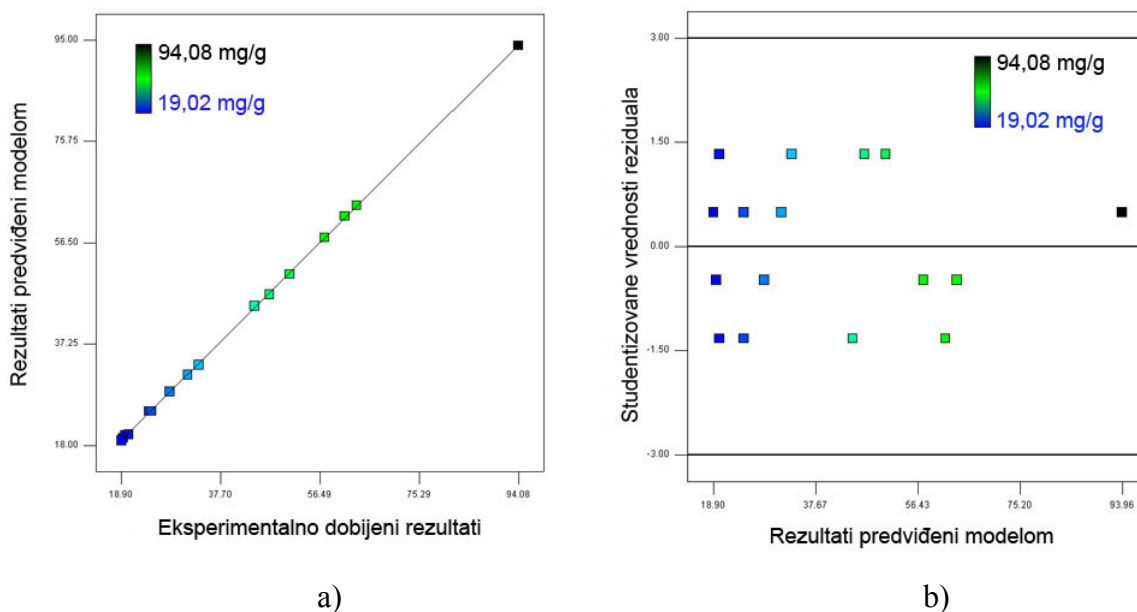 95.00
75.75
56.50
37.25
18.00
Rezultati predviđeni modelom
94,08 mg/g
19,02 mg/g
18.90 37.70 56.49 75.29 94.08
Eksperimentalno dobijeni rezultati
a)
3.00
1.50
0.00
-1.50
-3.00
Studentizovane vrednosti reziduala
94,08 mg/g
19,02 mg/g
18.90 37.67 56.43 75.20 93.96
Rezultati predviđeni modelom
b)